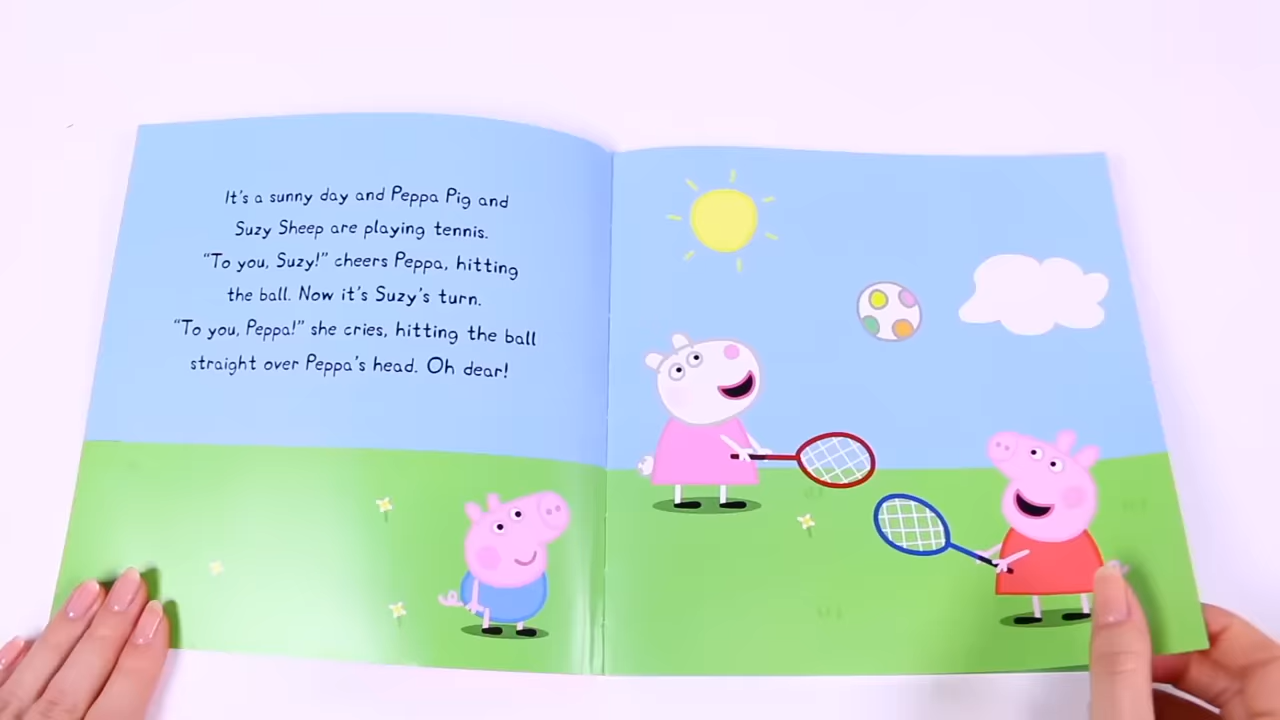 It's a sunny day and Peppa Pig and
Suzy Sheep are playing tennis.
"To you, Suzy!" cheers Peppa, hitting
the ball. Now it's Suzy's turn.
"To you, Peppa!" she cries, hitting the ball
straight over Peppa's head. Oh dear!